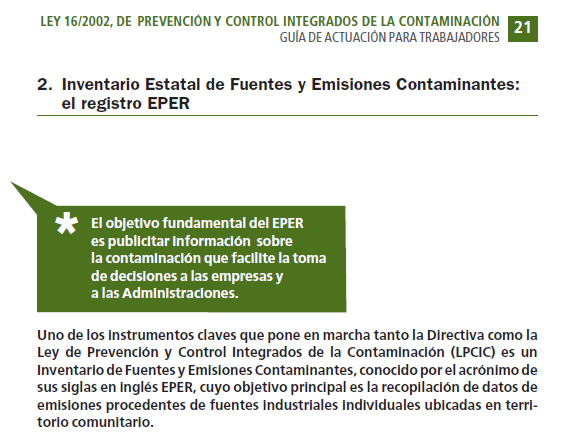 LEY 16/2002, DE PREVENCIÓN Y CONTROL INTEGRADOS DE LA CONTAMINACIÓN
GUÍA DE ACTUACIÓN PARA TRABAJADORES
21
2. Inventario Estatal de Fuentes y Emisiones Contaminantes:
el registro EPER
* El objetivo fundamental del EPER
es publicitar información sobre
la contaminación que facilite la toma
de decisiones a las empresas y
a las Administraciones.
Uno de los instrumentos claves que pone en marcha tanto la Directiva como la
Ley de Prevención y Control Integrados de la Contaminación (LPCIC) es un
Inventario de Fuentes y Emisiones Contaminantes, conocido por el acrónimo de
sus siglas en inglés EPER, cuyo objetivo principal es la recopilación de datos de
emisiones procedentes de fuentes industriales individuales ubicadas en terri-
torio comunitario.